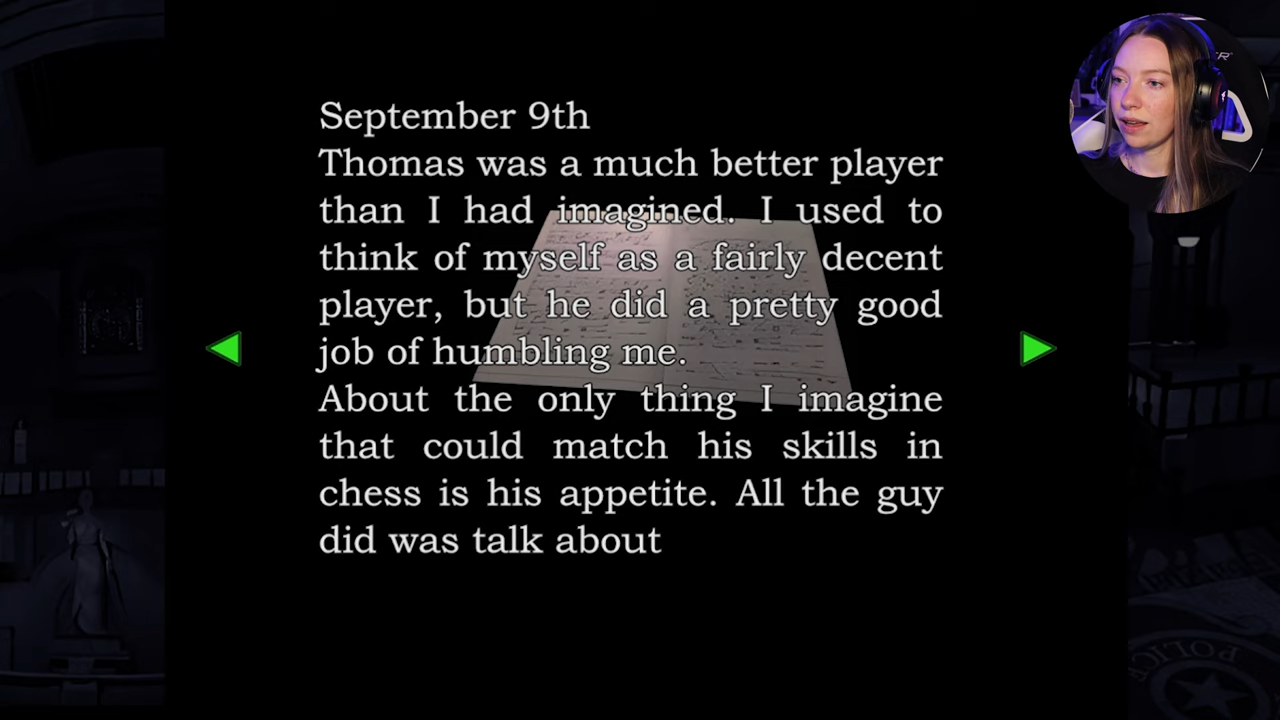 September 9th
Thomas was a much better player
than I had imagined. I used to
think of myself as a fairly decent
player, but he did a pretty good
job of humbling me.
About the only thing I imagine
that could match his skills in
chess is his appetite. All the guy
did was talk about
POLICE